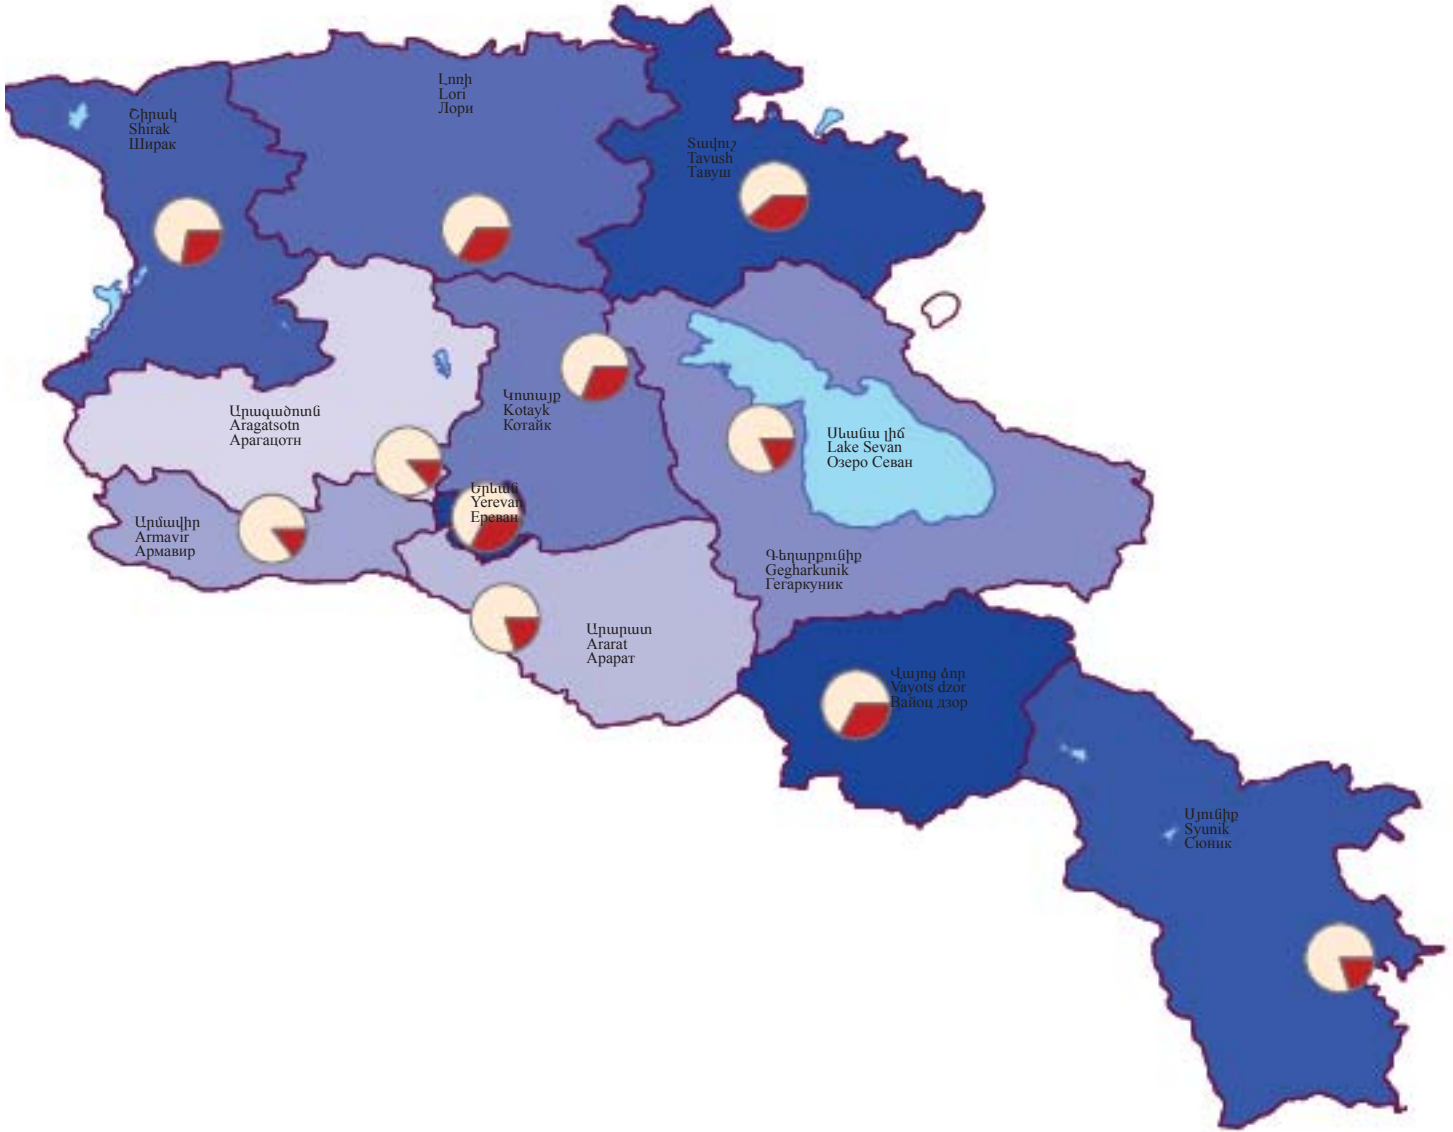 Լոռի
Lori
Лори
Շիրակ
Shirak
Ширак
Տավուշ
Tavush
Тавуш
Կոտայք
Kotayk
Котайк
Արագածոտն
Aragatsotn
Арагацотн
Սևանա լիճ
Lake Sevan
Озеро Севан
Երևան
Yerevan
Ереван
Արմավիր
Armavir
Армавир
Գեղարքունիք
Gegharkunik
Гегаркуник
Արարատ
Ararat
Арарат
Վայոց ձոր
Vayots dzor
Вайоц дзор
Սյունիք
Syunik
Сюник